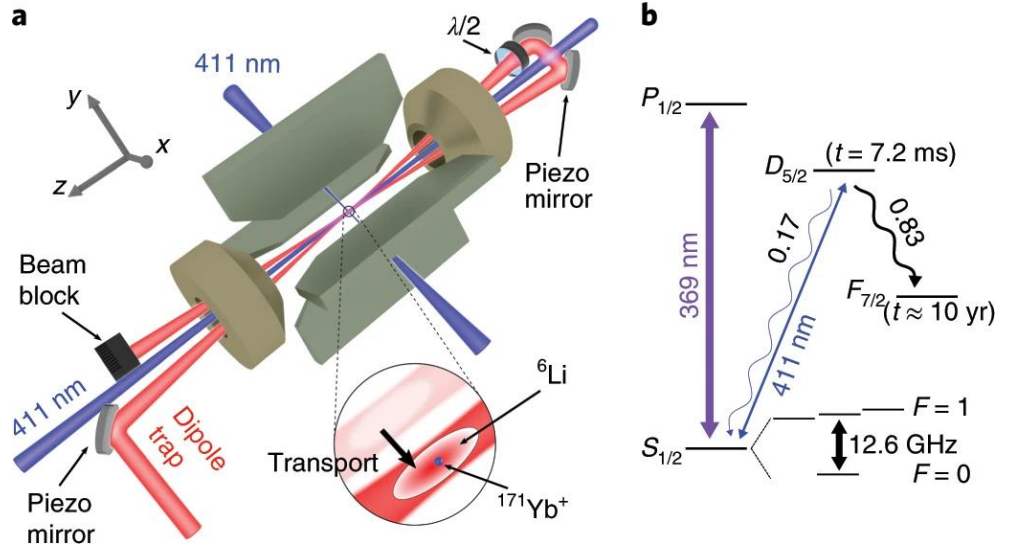 a
411 nm
λ/2
y
x
z
Piezo
mirror
Beam
block
411 nm
Dipole
trap
Piezo
mirror
Transport
⁶Li
¹⁷¹Yb⁺
b
P₁/₂
D₅/₂
(t = 7.2 ms)
0.17
0.83
369 nm
411 nm
F₇/₂
(t ≈ 10 yr)
S₁/₂
F = 1
12.6 GHz
F = 0